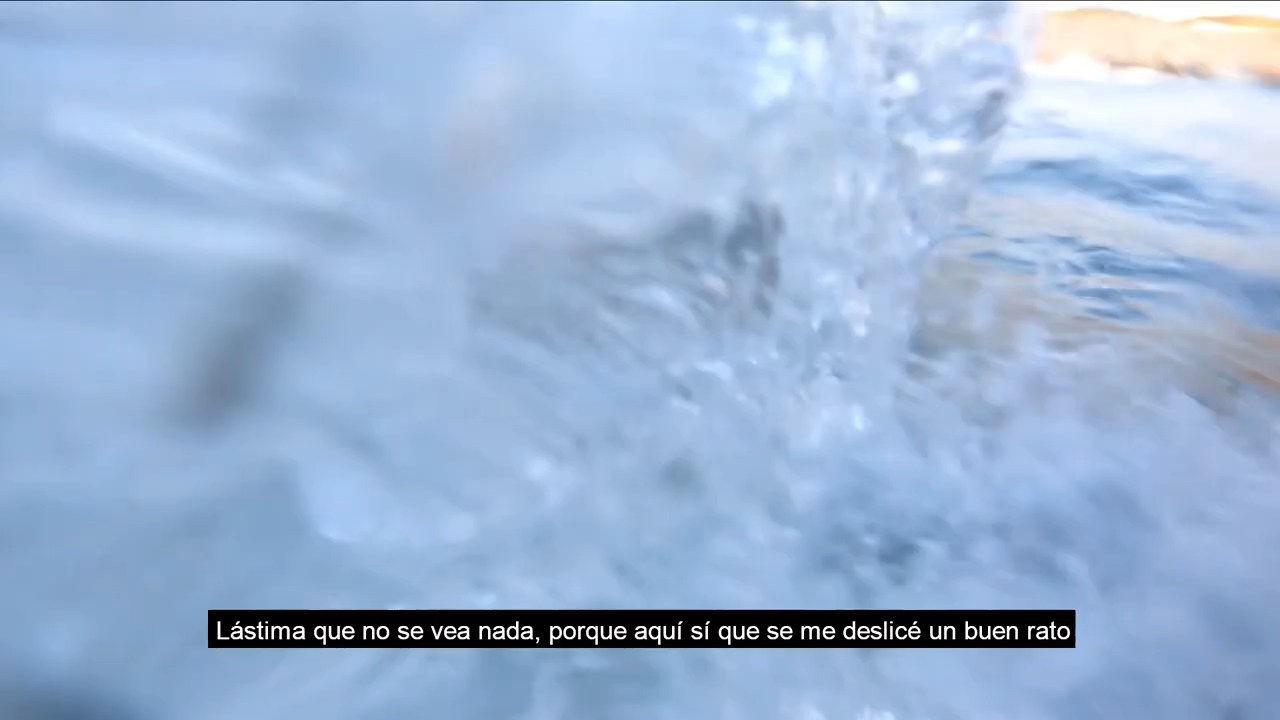 Lástima que no se vea nada, porque aquí sí que se me deslicé un buen rato